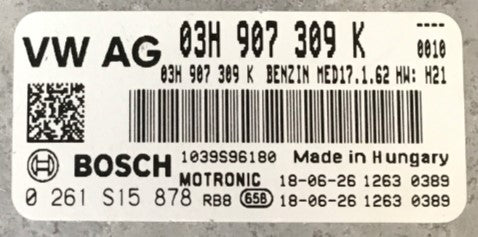 VW AG 03H 907 309 K ----
0010
03H 907 309 K BENZIN MED17.1.62 HW: H21
BOSCH 1039S96180 Made in Hungary
MOTRONIC 18-06-26 1263 0389
0 261 S15 878 RB8 658 18-06-26 1263 0389